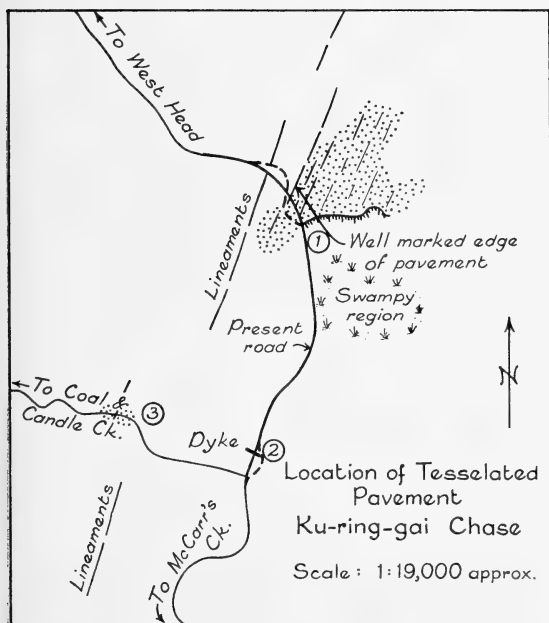 To West Head
Lineaments
①
Well marked edge
of pavement
Swampy
region
Present
road
N
To Coal &
Candle Ck.
③
Dyke
②
Lineaments
To McCarr's
Ck.
Location of Tesselated
Pavement
Ku-ring-gai Chase
Scale : 1:19,000 approx.